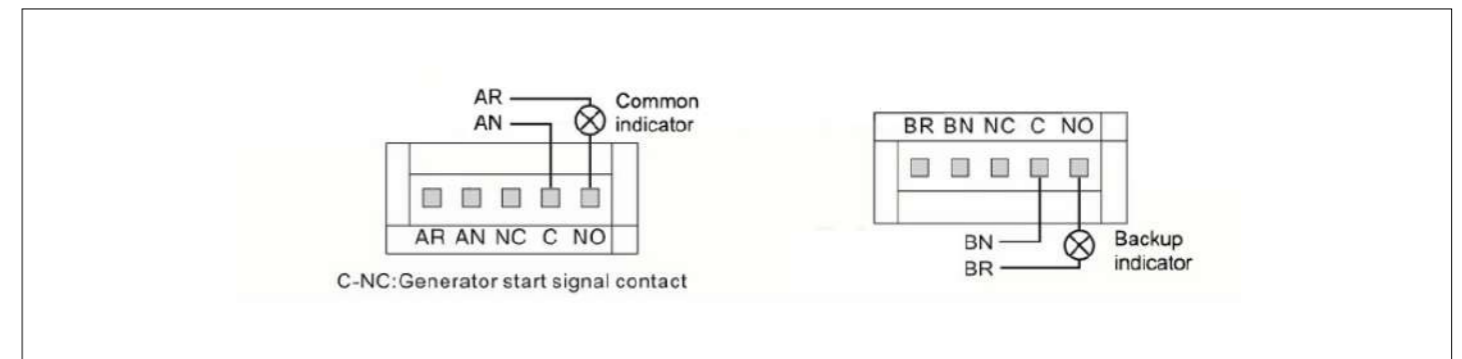 AR
AN
Common
indicator
AR AN NC C NO
C-NC:Generator start signal contact
BR BN NC C NO
BN
BR
Backup
indicator